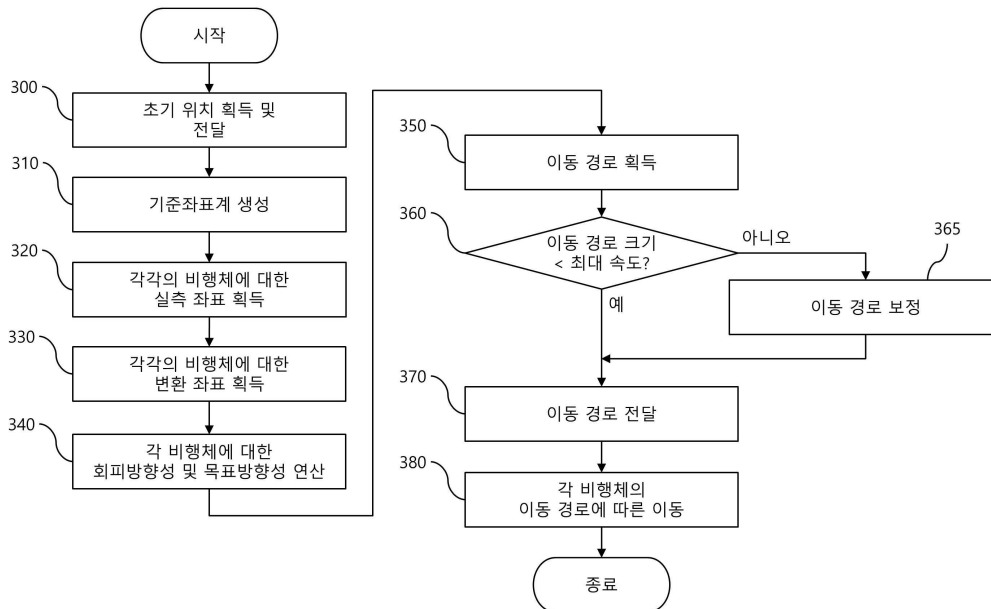 시작
300
초기 위치 획득 및
전달
310
기준좌표계 생성
320
각각의 비행체에 대한
실측 좌표 획득
330
각각의 비행체에 대한
변환 좌표 획득
340
각 비행체에 대한
회피방향성 및 목표방향성 연산
350
이동 경로 획득
360
이동 경로 크기
< 최대 속도?
아니오
예
365
이동 경로 보정
370
이동 경로 전달
380
각 비행체의
이동 경로에 따른 이동
종료